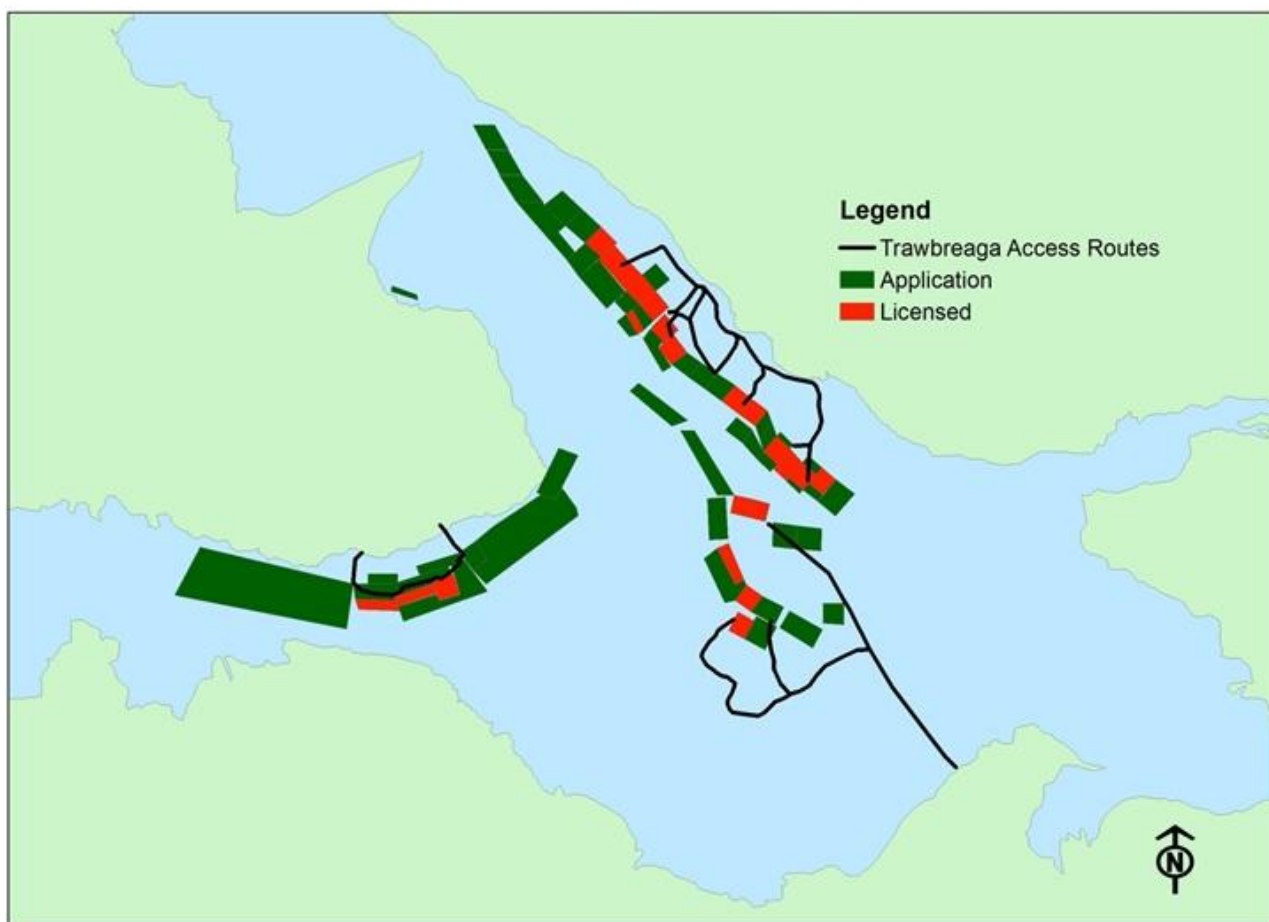 Legend
Trawbreaga Access Routes
Application
Licensed
N